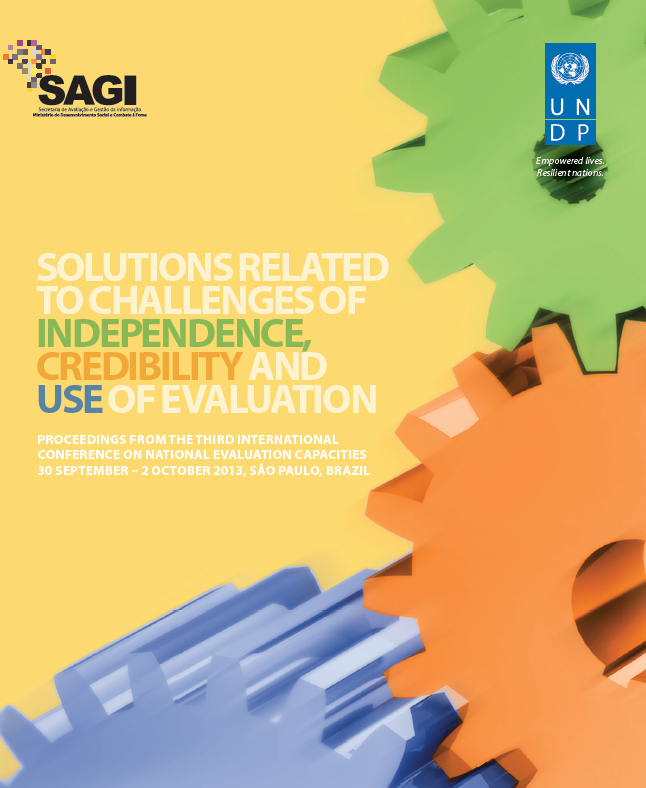 SAGI
Secretaria de Avaliação e Gestão da Informação
Ministério do Desenvolvimento Social e Combate à Fome
U N
D P
Empowered lives.
Resilient nations.
SOLUTIONS RELATED
TO CHALLENGES OF
INDEPENDENCE,
CREDIBILITY AND
USE OF EVALUATION
PROCEEDINGS FROM THE THIRD INTERNATIONAL
CONFERENCE ON NATIONAL EVALUATION CAPACITIES
30 SEPTEMBER – 2 OCTOBER 2013, SÃO PAULO, BRAZIL